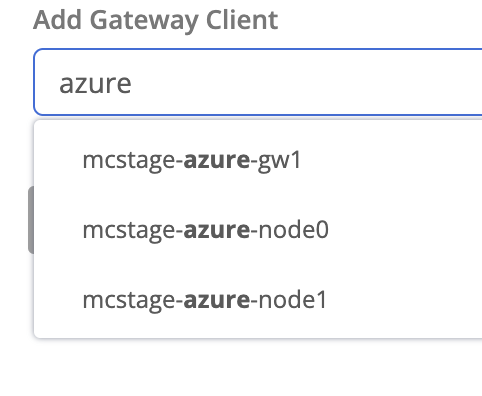 Add Gateway Client
azure
mcstage-azure-gw1
mcstage-azure-node0
mcstage-azure-node1